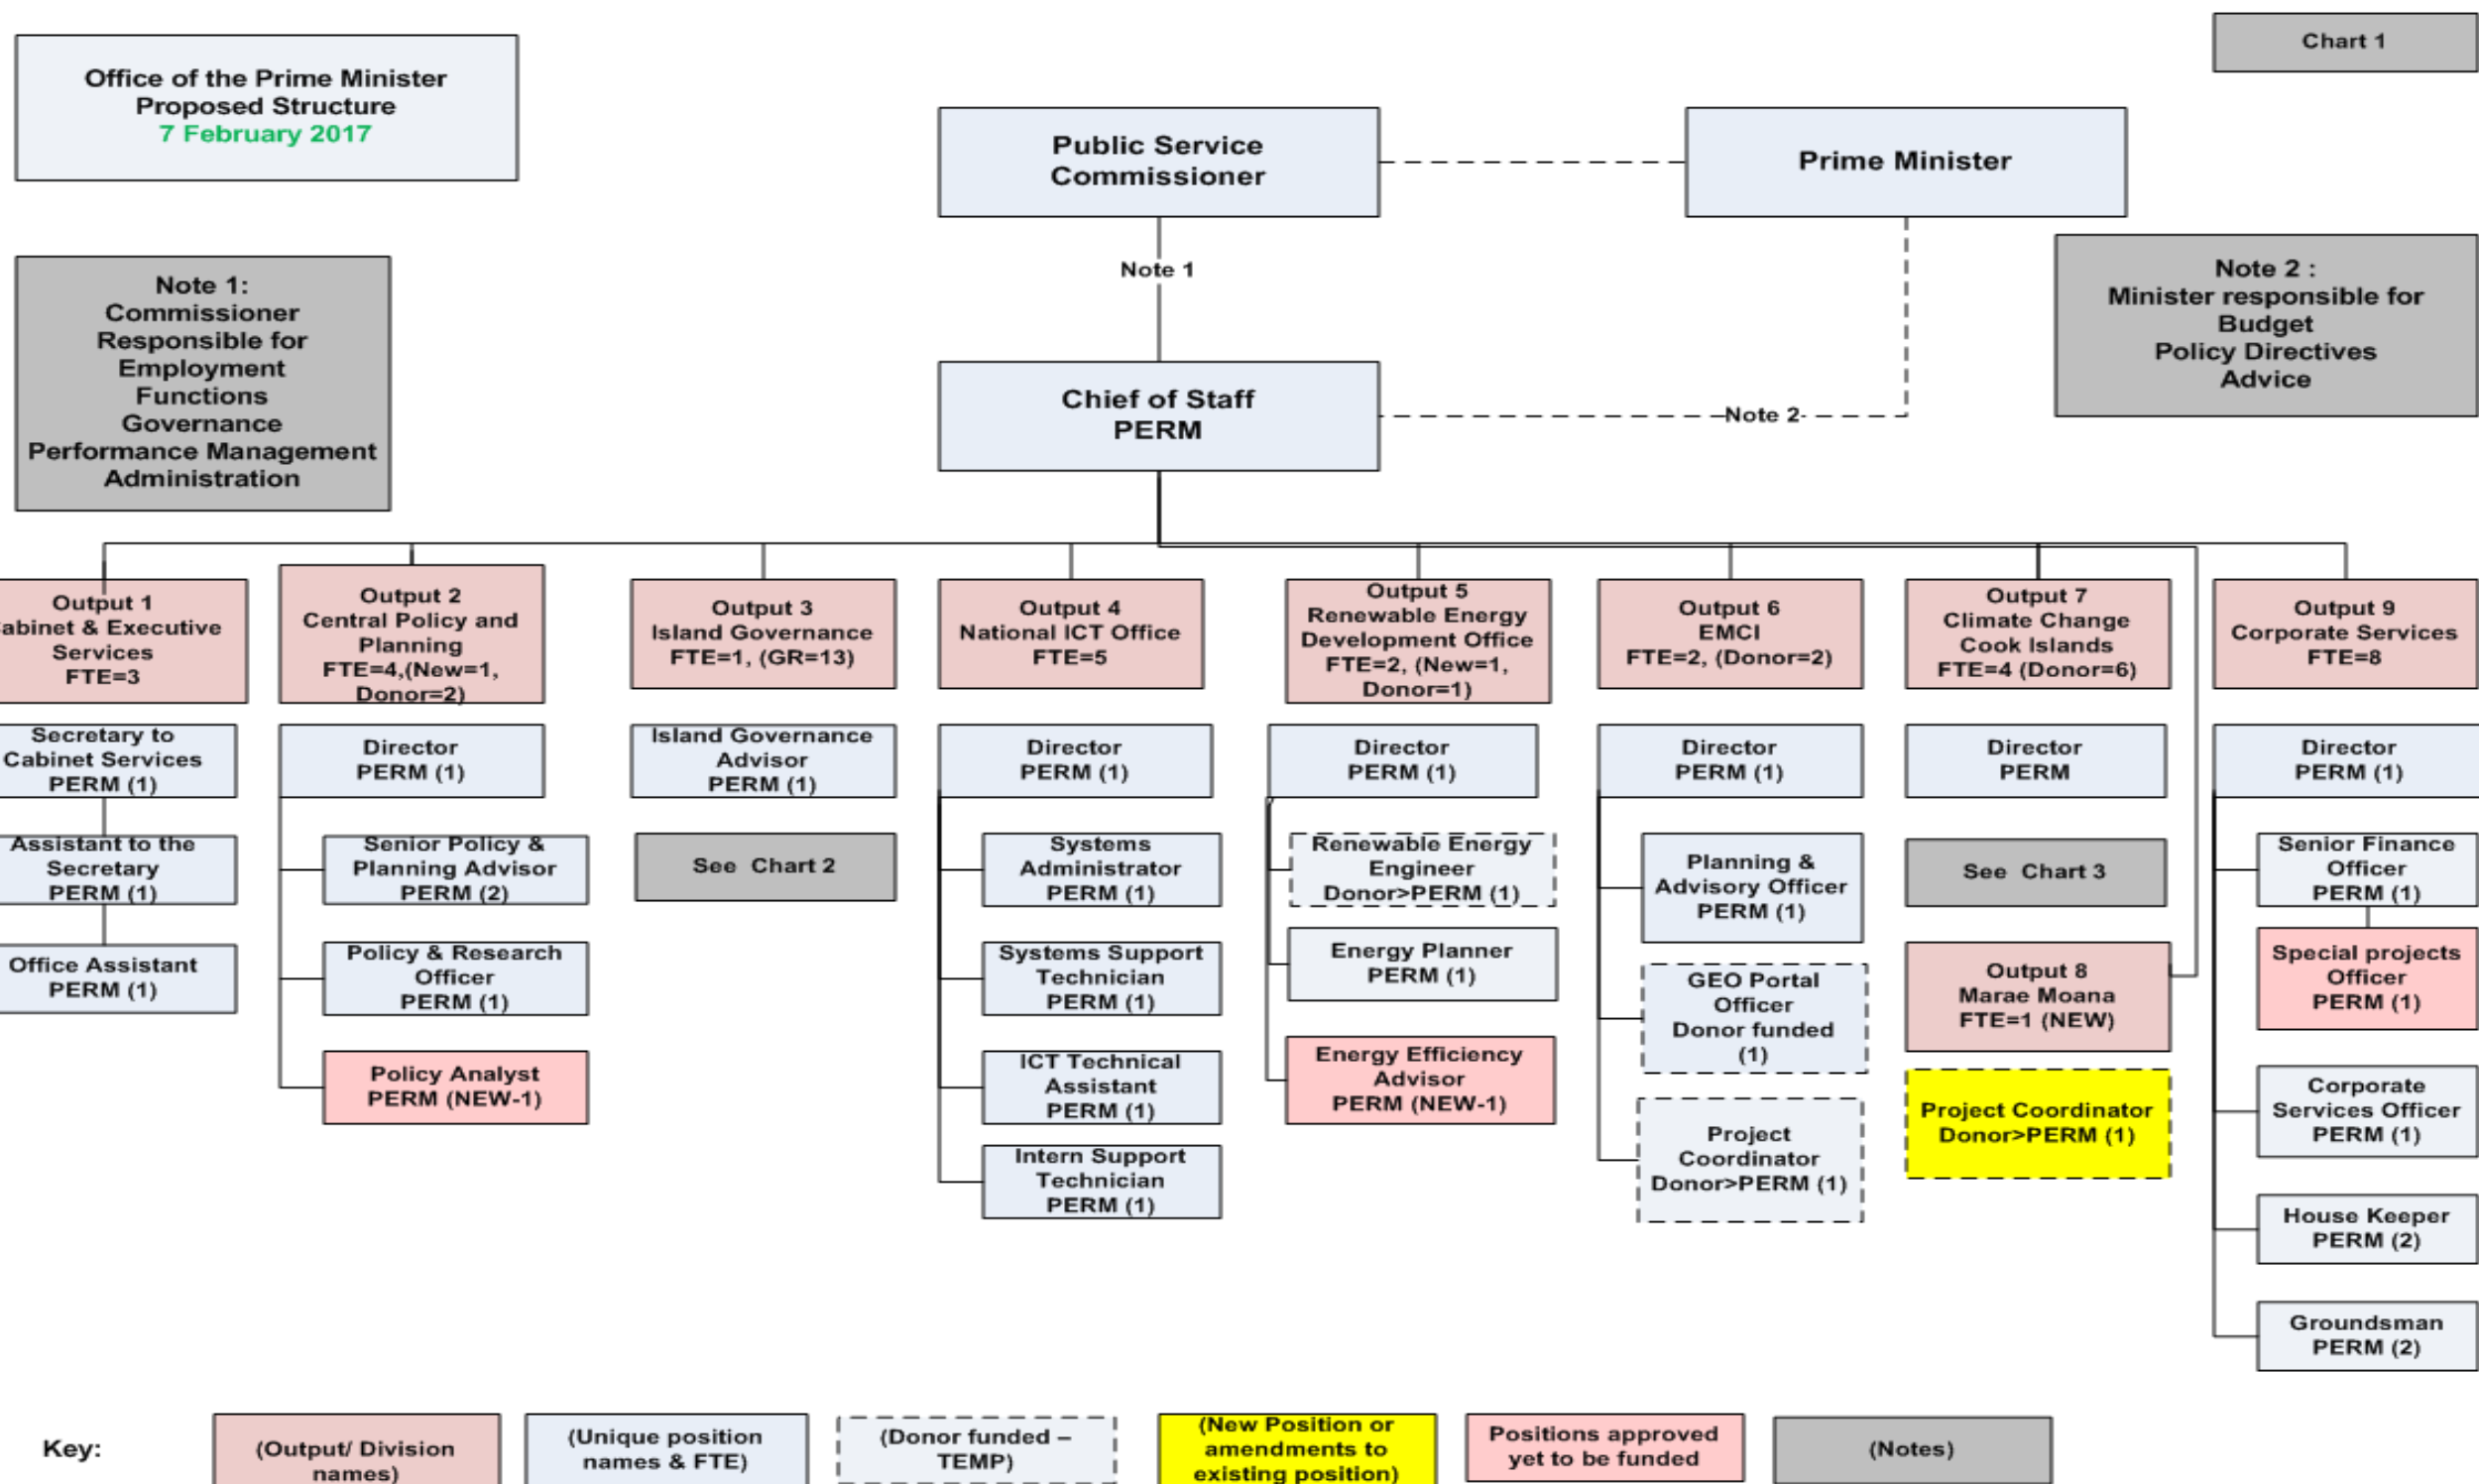 Office of the Prime Minister
Proposed Structure
7 February 2017
Chart 1
Public Service
Commissioner
Prime Minister
Note 1:
Commissioner
Responsible for
Employment
Functions
Governance
Performance Management
Administration
Note 1
Note 2 :
Minister responsible for
Budget
Policy Directives
Advice
Chief of Staff
PERM
Note 2
Output 1
abinet & Executive
Services
FTE=3
Output 2
Central Policy and
Planning
FTE=4,(New=1,
Donor=2)
Output 3
Island Governance
FTE=1, (GR=13)
Output 4
National ICT Office
FTE=5
Output 5
Renewable Energy
Development Office
FTE=2, (New=1,
Donor=1)
Output 6
EMCI
FTE=2, (Donor=2)
Output 7
Climate Change
Cook Islands
FTE=4 (Donor=6)
Output 9
Corporate Services
FTE=8
Secretary to
Cabinet Services
PERM (1)
Assistant to the
Secretary
PERM (1)
Office Assistant
PERM (1)
Director
PERM (1)
Senior Policy &
Planning Advisor
PERM (2)
Policy & Research
Officer
PERM (1)
Policy Analyst
PERM (NEW-1)
Island Governance
Advisor
PERM (1)
See Chart 2
Director
PERM (1)
Systems
Administrator
PERM (1)
Systems Support
Technician
PERM (1)
ICT Technical
Assistant
PERM (1)
Intern Support
Technician
PERM (1)
Director
PERM (1)
Renewable Energy
Engineer
Donor>PERM (1)
Energy Planner
PERM (1)
Energy Efficiency
Advisor
PERM (NEW-1)
Director
PERM (1)
Planning &
Advisory Officer
PERM (1)
GEO Portal
Officer
Donor funded
(1)
Project
Coordinator
Donor>PERM (1)
Director
PERM
See Chart 3
Output 8
Marae Moana
FTE=1 (NEW)
Project Coordinator
Donor>PERM (1)
Director
PERM (1)
Senior Finance
Officer
PERM (1)
Special projects
Officer
PERM (1)
Corporate
Services Officer
PERM (1)
House Keeper
PERM (2)
Groundsman
PERM (2)
Key:
(Output/ Division
names)
(Unique position
names & FTE)
(Donor funded –
TEMP)
(New Position or
amendments to
existing position)
Positions approved
yet to be funded
(Notes)